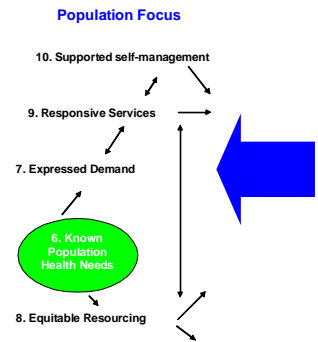 Population Focus
10. Supported self-management
9. Responsive Services
7. Expressed Demand
6. Known
Population
Health Needs
8. Equitable Resourcing